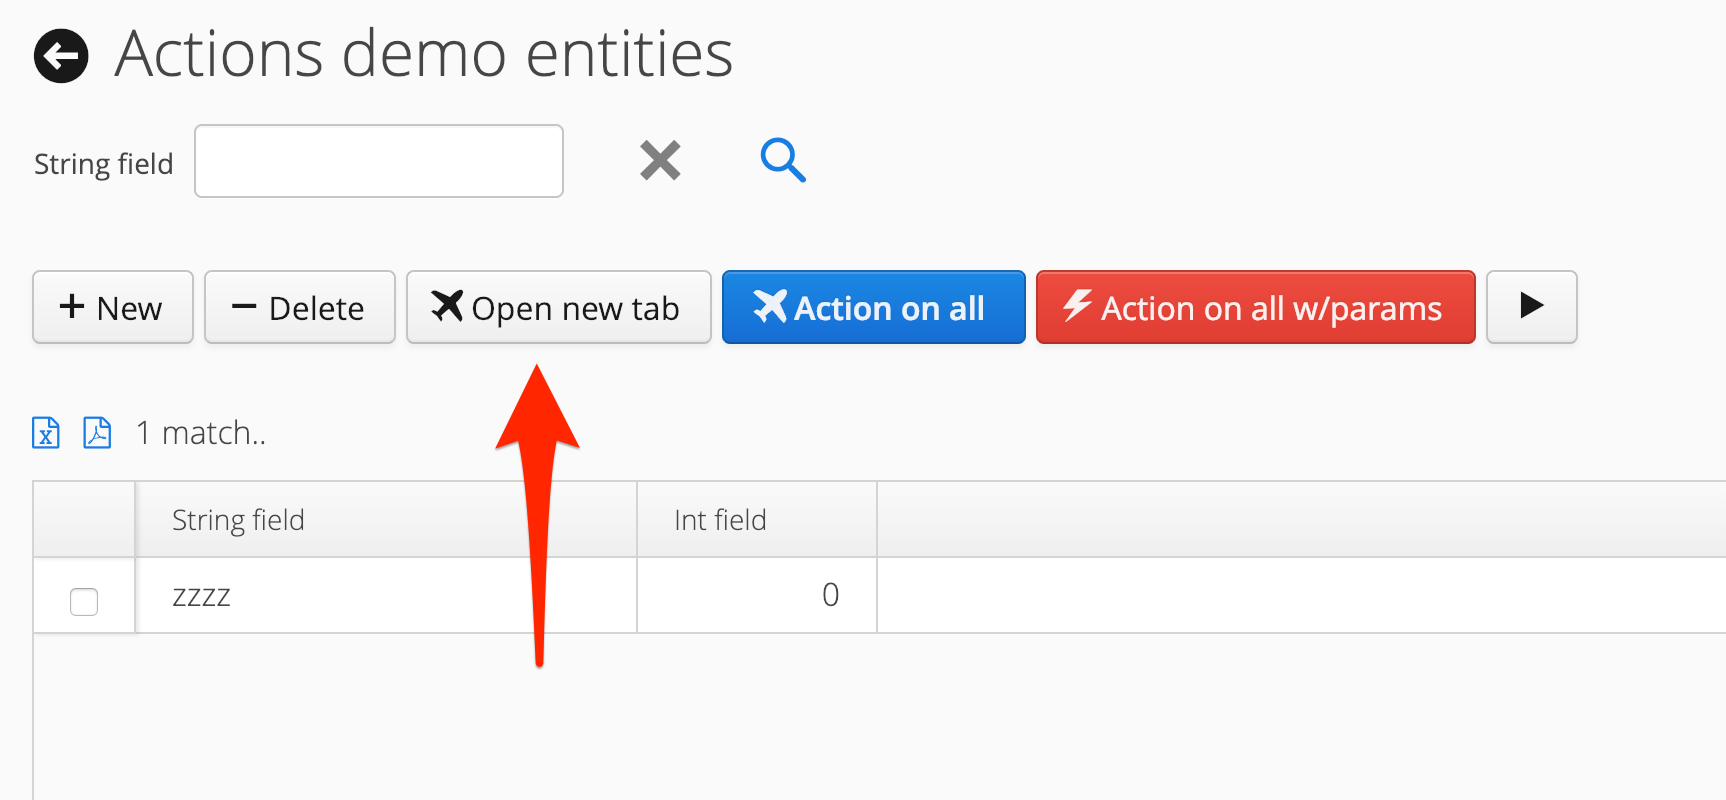 Actions demo entities
String field
New Delete Open new tab Action on all Action on all w/params
1 match..
String field Int field
zzzz 0